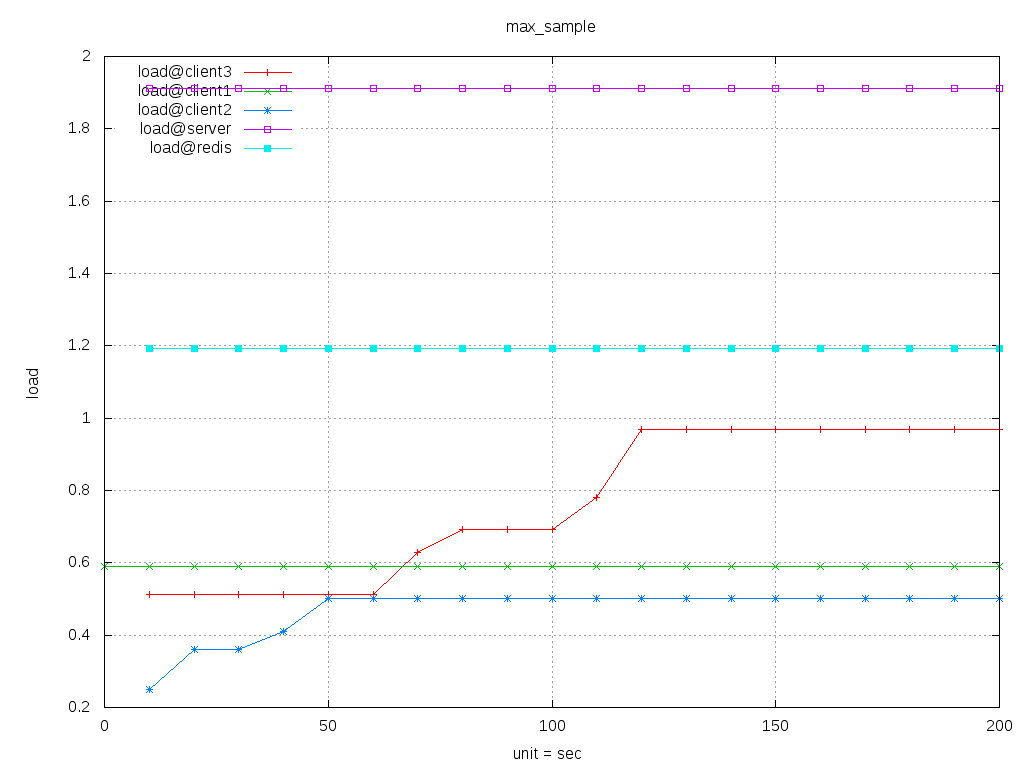 max_sample
load@client3
load@client1
load@client2
load@server
load@redis
2
1.8
1.6
1.4
1.2
1
0.8
0.6
0.4
0.2
load
0 50 100 150 200
unit = sec